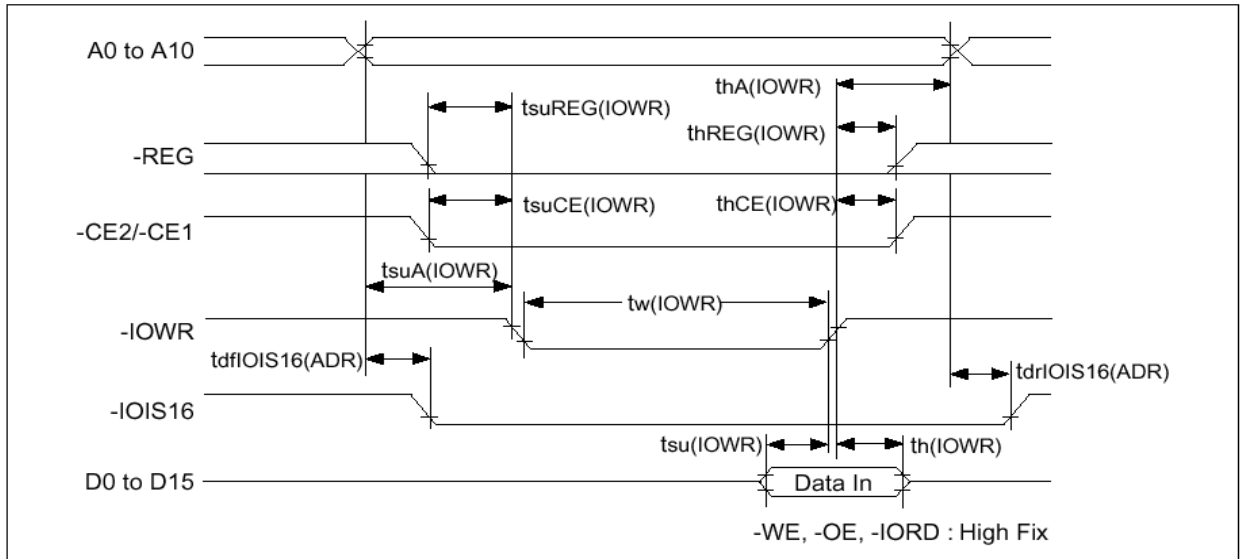 A0 to A10
thA(IOWR)
tsuREG(IOWR)
thREG(IOWR)
-REG
tsuCE(IOWR)
thCE(IOWR)
-CE2/-CE1
tsuA(IOWR)
tw(IOWR)
-IOWR
tdfIOIS16(ADR)
tdrIOIS16(ADR)
-IOIS16
tsu(IOWR)
th(IOWR)
D0 to D15
Data In
-WE, -OE, -IORD : High Fix